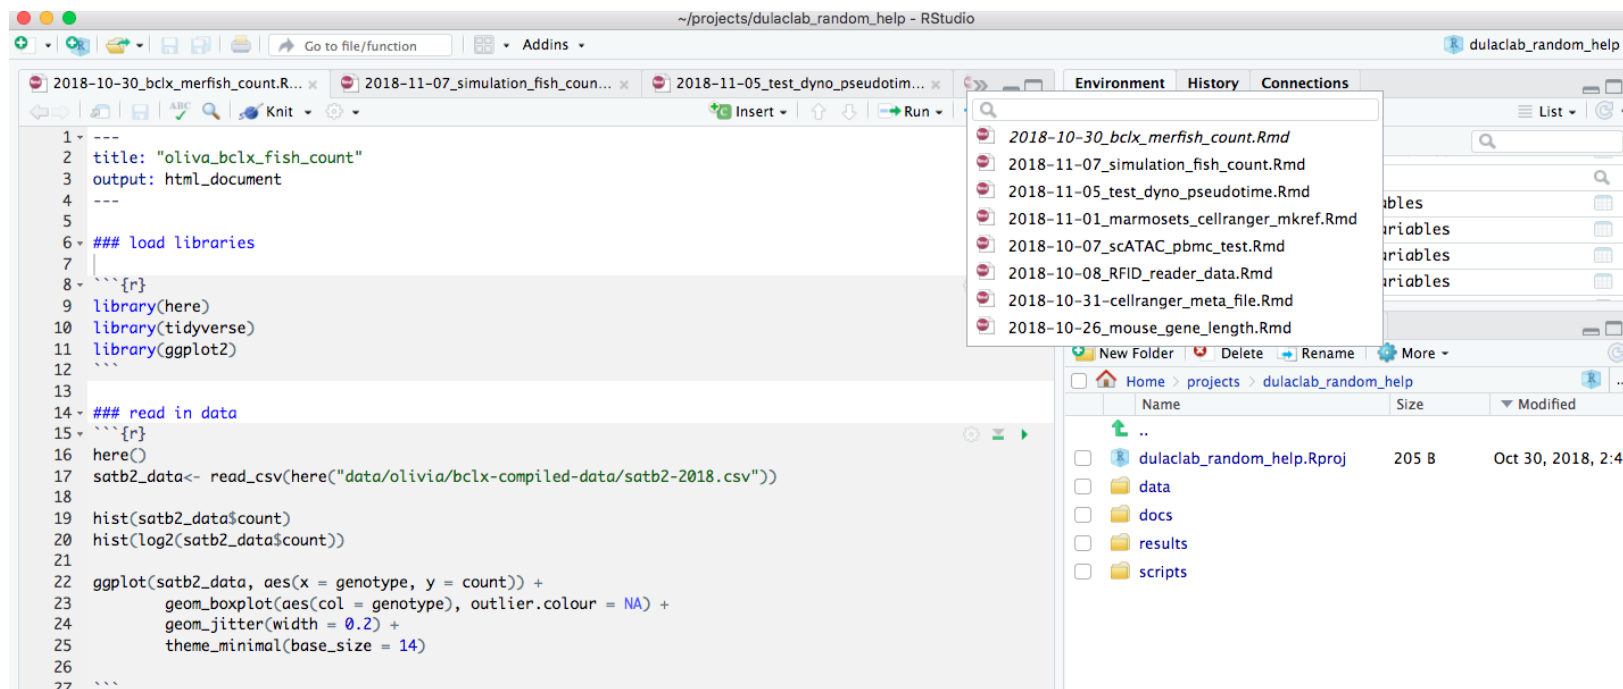 ~/projects/dulaclab_random_help - RStudio
Go to file/function
Addins
dulaclab_random_help
2018-10-30_bclx_merfish_count.R...
2018-11-07_simulation_fish_coun...
2018-11-05_test_dyno_pseudotim...
Environment
History
Connections
ABC
Knit
Insert
Run
List
2018-10-30_bclx_merfish_count.Rmd
2018-11-07_simulation_fish_count.Rmd
2018-11-05_test_dyno_pseudotime.Rmd
2018-11-01_marmosets_cellranger_mkref.Rmd
2018-10-07_scATAC_pbmc_test.Rmd
2018-10-08_RFID_reader_data.Rmd
2018-10-31-cellranger_meta_file.Rmd
2018-10-26_mouse_gene_length.Rmd
1 ---
2 title: "oliva_bclx_fish_count"
3 output: html_document
4 ---
5
6 ### load libraries
7
8 ```{r}
9 library(here)
10 library(tidyverse)
11 library(ggplot2)
12 ```
13
14 ### read in data
15 ```{r}
16 here()
17 satb2_data<- read_csv(here("data/olivia/bclx-compiled-data/satb2-2018.csv"))
18
19 hist(satb2_data$count)
20 hist(log2(satb2_data$count))
21
22 ggplot(satb2_data, aes(x = genotype, y = count)) +
23 geom_boxplot(aes(col = genotype), outlier.colour = NA) +
24 geom_jitter(width = 0.2) +
25 theme_minimal(base_size = 14)
26
27 ```
ables
ariables
ariables
ariables
New Folder
Delete
Rename
More
Home > projects > dulaclab_random_help
Name Size Modified
..
dulaclab_random_help.Rproj 205 B Oct 30, 2018, 2:4
data
docs
results
scripts